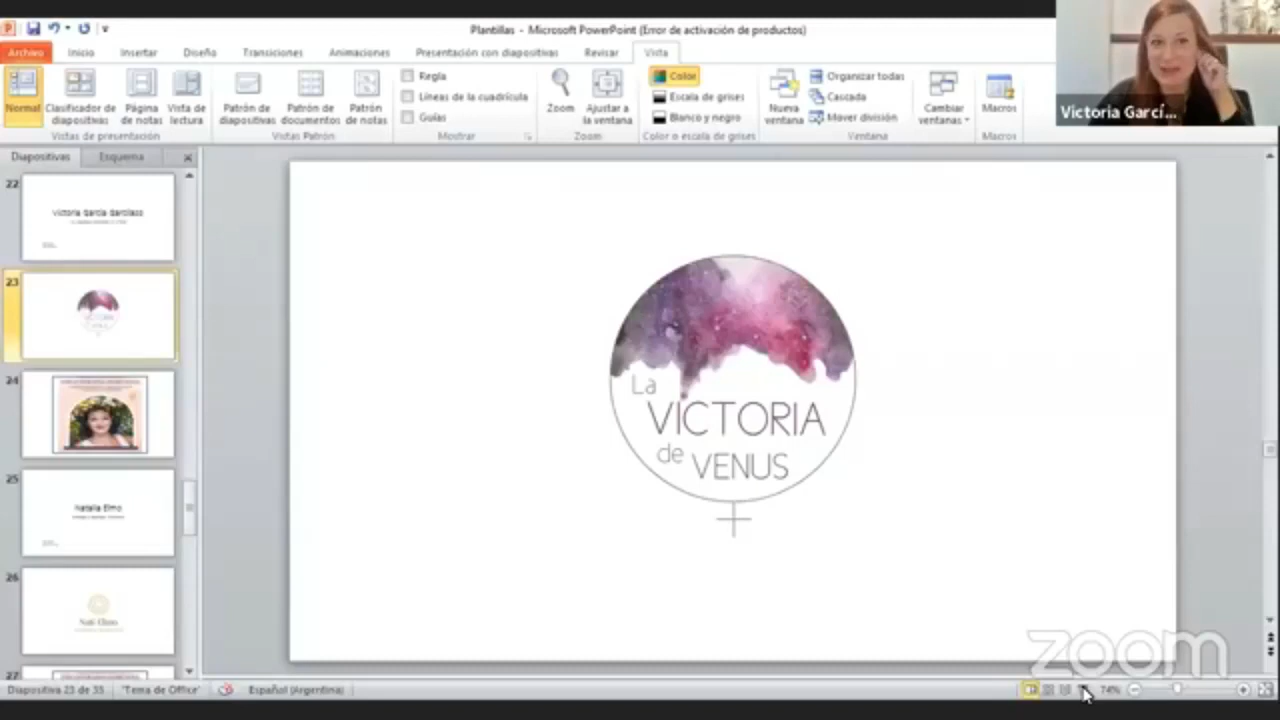 Plantillas - Microsoft PowerPoint (Error de activación de productos)
Archivo Inicio Insertar Diseño Transiciones Animaciones Presentación con diapositivas Revisar Vista
Normal Clasificador de diapositivas Página de notas Vista de lectura
Vistas de presentación
Patrón de diapositivas Patrón de documentos Patrón de notas
Vistas Patrón
Regla
Líneas de la cuadrícula
Guías
Mostrar
Zoom Ajustar a la ventana
Zoom
Color
Escala de grises
Blanco y negro
Color o escala de grises
Nueva ventana
Organizar todas
Cascada
Mover división
Ventana
Cambiar ventanas
Macros
Macros
Victoria Garcí...
Diapositivas Esquema
22
Victoria García Garcilazo
23
24
25
Natalia Elmo
26
Nati Elmo
27
La
VICTORIA
de VENUS
zoom
Diapositiva 23 de 35 "Tema de Office" Español (Argentina) 74%